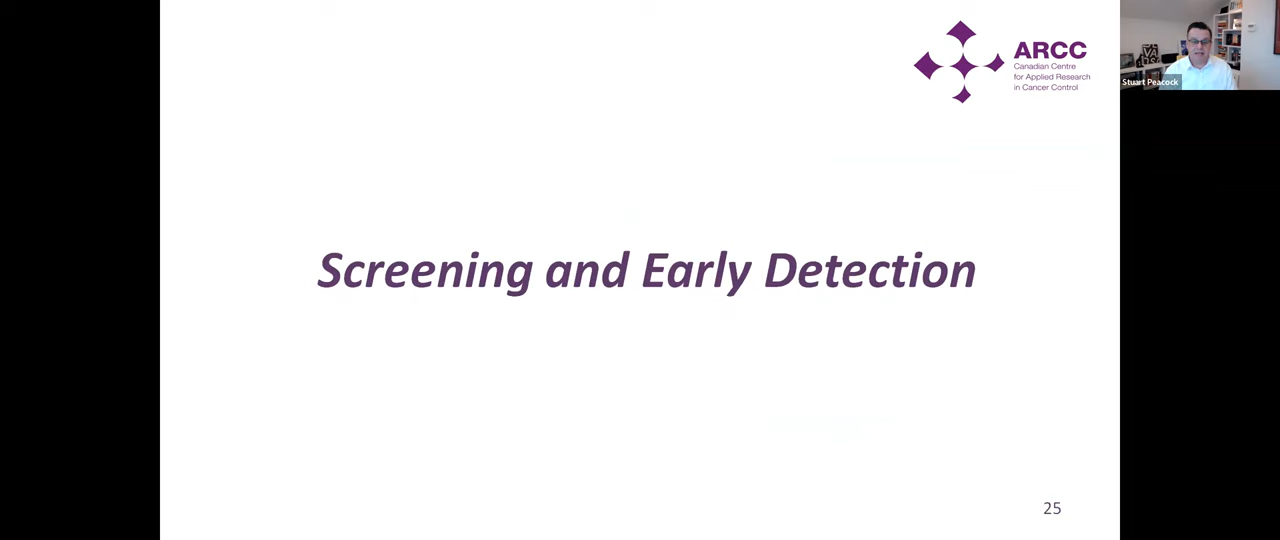 ARCC
Canadian Centre
for Applied Research
in Cancer Control
Stuart Peacock
Screening and Early Detection
25